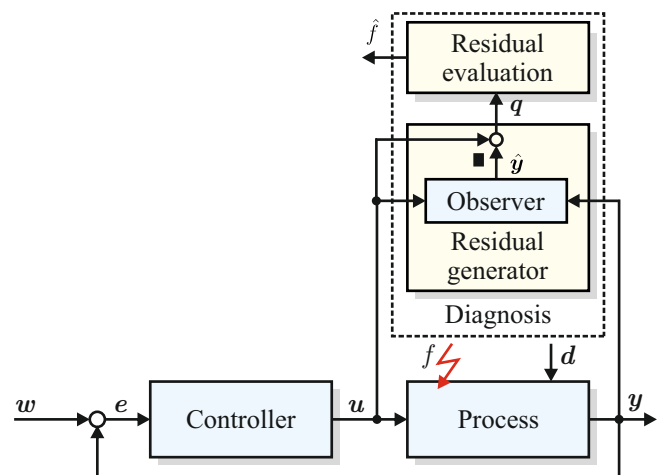 f̂
Residual
evaluation
q
ŷ
Observer
Residual
generator
Diagnosis
f
d
w
e
Controller
u
Process
y